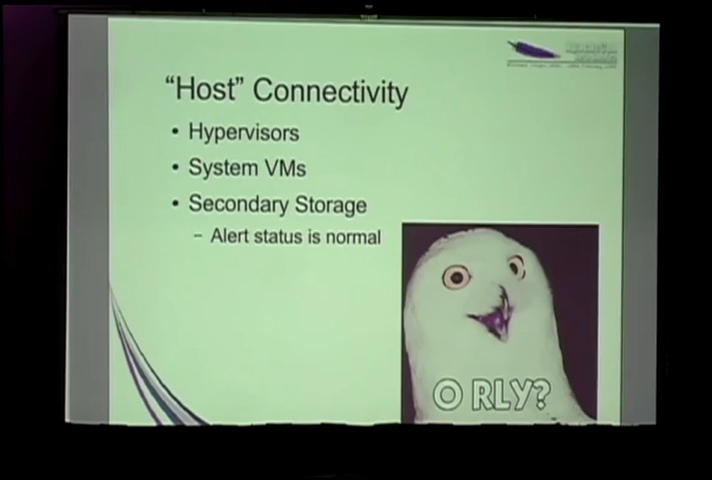 “Host” Connectivity
• Hypervisors
• System VMs
• Secondary Storage
– Alert status is normal
O RLY?